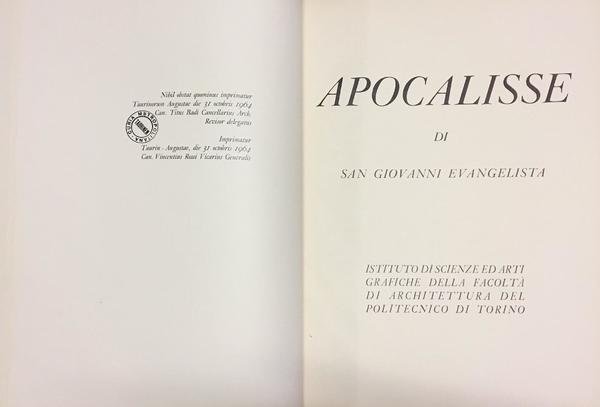 Nihil obstat quominus imprimatur
Taurinorum Augustae die 31 octobris 1964
Can. Titus Badi Cancellarius Arch.
Revisor delegatus
Imprimatur
Taurin. Augustae, die 31 octobris 1964
Can. Vincentius Rossi Vicarius Generalis
CURIA METROPOLITANA
APOCALISSE
DI
SAN GIOVANNI EVANGELISTA
ISTITUTO DI SCIENZE ED ARTI
GRAFICHE DELLA FACOLTÀ
DI ARCHITETTURA DEL
POLITECNICO DI TORINO